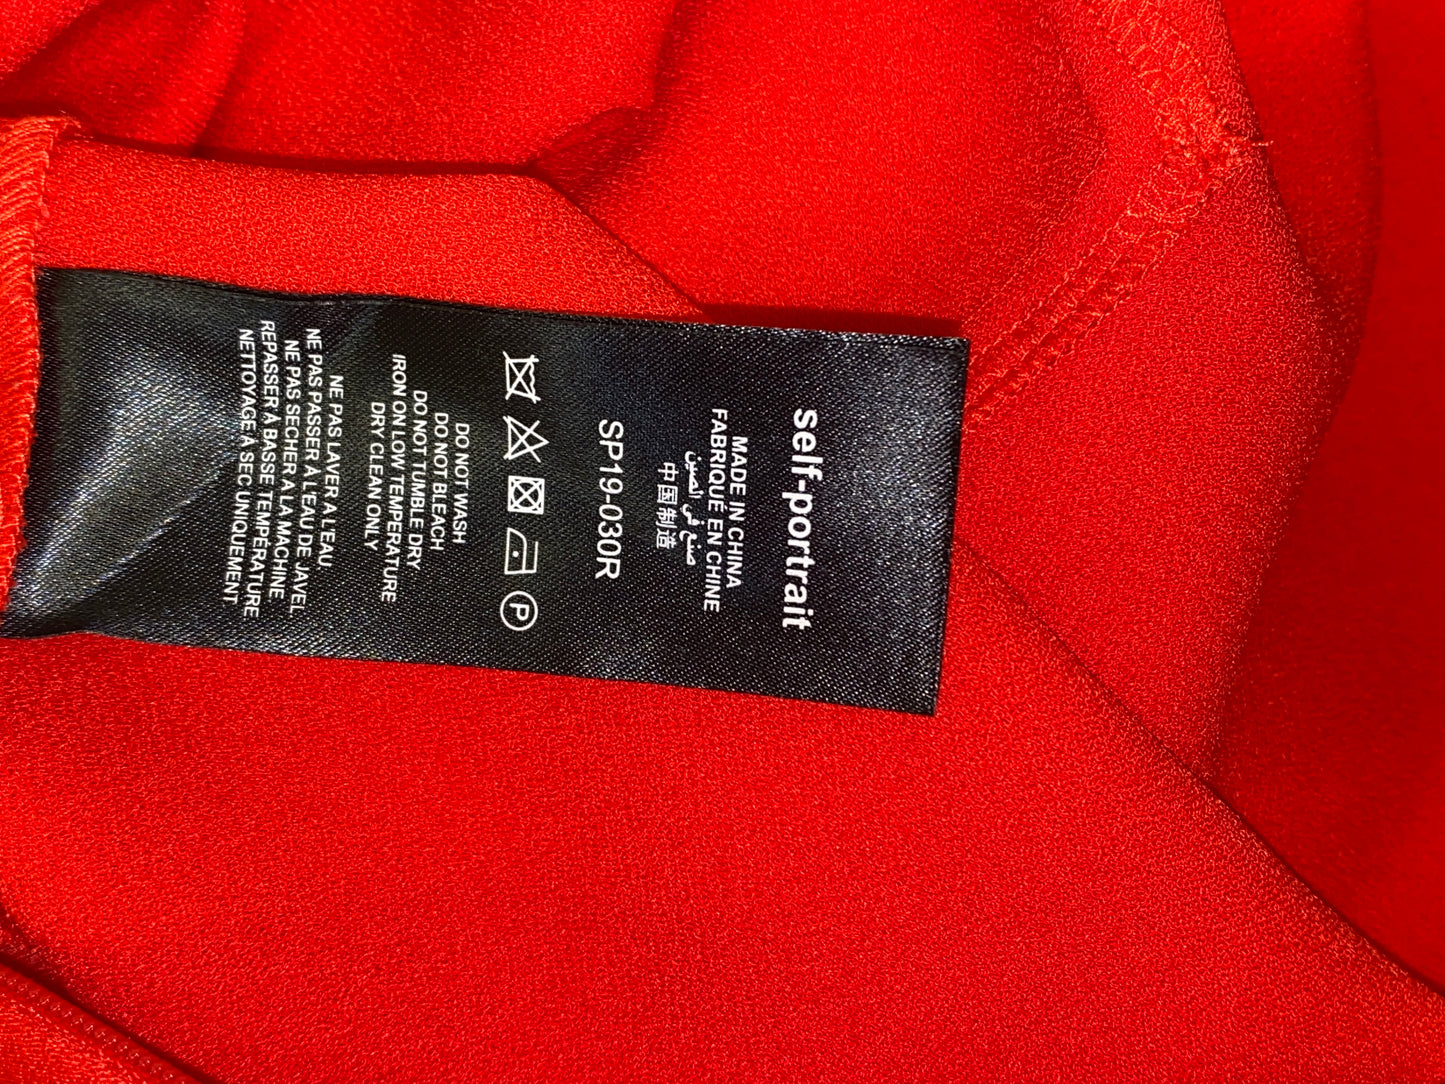 self-portrait
MADE IN CHINA
FABRIQUÉ EN CHINE
صنع في الصين
中国制造
SP19-030R
P
DO NOT WASH
DO NOT BLEACH
DO NOT TUMBLE DRY
IRON ON LOW TEMPERATURE
DRY CLEAN ONLY
NE PAS LAVER A L'EAU
NE PAS PASSER À L'EAU DE JAVEL
NE PAS SECHER A LA MACHINE
REPASSER À BASSE TEMPÉRATURE
NETTOYAGE À SEC UNIQUEMENT